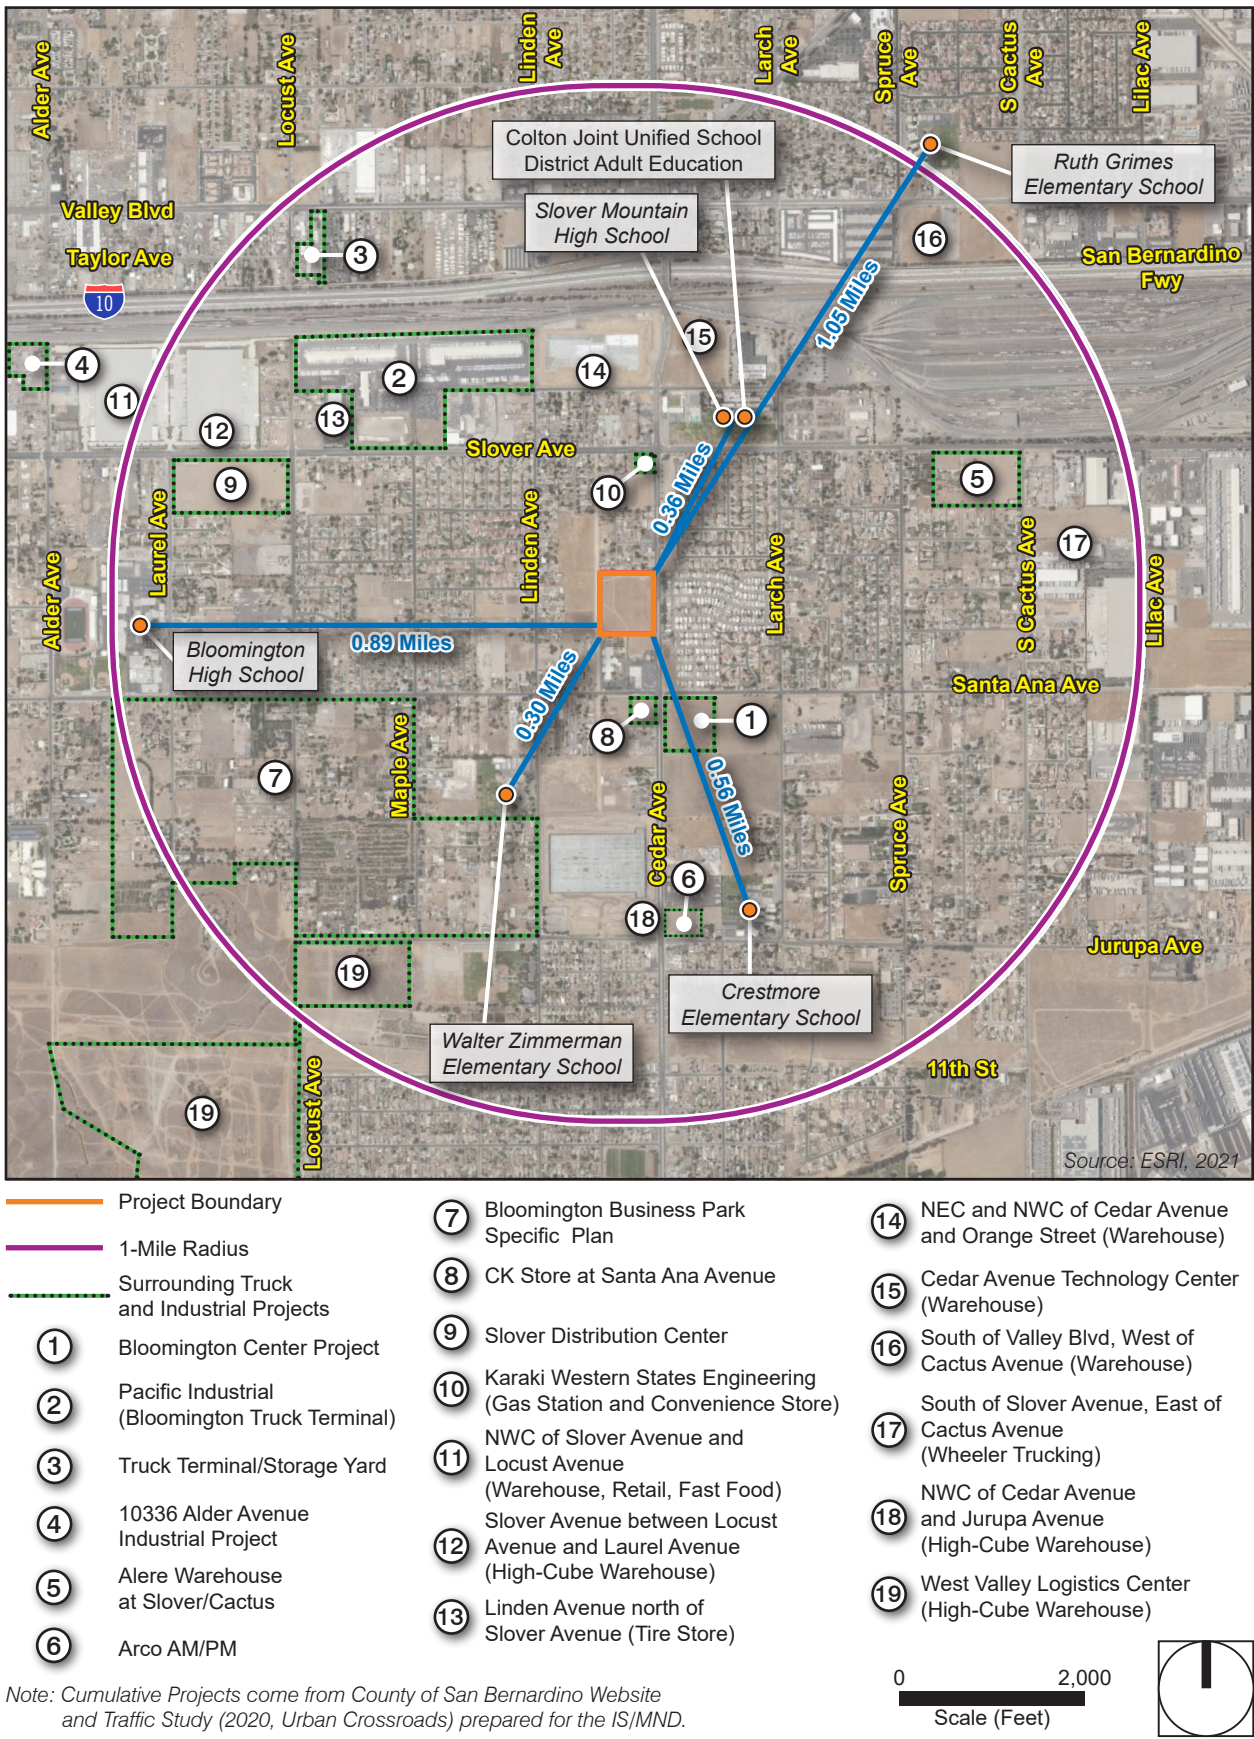 Alder Ave
Locust Ave
Linden
Ave
Larch
Ave
Spruce
Ave
S Cactus
Ave
Lilac Ave
Colton Joint Unified School
District Adult Education
Ruth Grimes
Elementary School
Slover Mountain
High School
Valley Blvd
Taylor Ave
10
3
16
San Bernardino
Fwy
1.05 Miles
15
4
2
14
11
13
12
Slover Ave
9
10
0.36 Miles
5
Laurel Ave
Linden Ave
Larch Ave
S Cactus Ave
17
Lilac Ave
Alder Ave
0.89 Miles
Bloomington
High School
0.30 Miles
Santa Ana Ave
8
1
7
Maple Ave
0.56 Miles
Cedar Ave
Spruce Ave
6
18
Jurupa Ave
19
Crestmore
Elementary School
Walter Zimmerman
Elementary School
11th St
19
Locust Ave
Source: ESRI, 2021
Project Boundary
1-Mile Radius
Surrounding Truck
and Industrial Projects
1 Bloomington Center Project
2 Pacific Industrial
(Bloomington Truck Terminal)
3 Truck Terminal/Storage Yard
4 10336 Alder Avenue
Industrial Project
5 Alere Warehouse
at Slover/Cactus
6 Arco AM/PM
7 Bloomington Business Park
Specific Plan
8 CK Store at Santa Ana Avenue
9 Slover Distribution Center
10 Karaki Western States Engineering
(Gas Station and Convenience Store)
11 NWC of Slover Avenue and
Locust Avenue
(Warehouse, Retail, Fast Food)
12 Slover Avenue between Locust
Avenue and Laurel Avenue
(High-Cube Warehouse)
13 Linden Avenue north of
Slover Avenue (Tire Store)
14 NEC and NWC of Cedar Avenue
and Orange Street (Warehouse)
15 Cedar Avenue Technology Center
(Warehouse)
16 South of Valley Blvd, West of
Cactus Avenue (Warehouse)
17 South of Slover Avenue, East of
Cactus Avenue
(Wheeler Trucking)
18 NWC of Cedar Avenue
and Jurupa Avenue
(High-Cube Warehouse)
19 West Valley Logistics Center
(High-Cube Warehouse)
Note: Cumulative Projects come from County of San Bernardino Website
and Traffic Study (2020, Urban Crossroads) prepared for the IS/MND.
0 2,000
Scale (Feet)